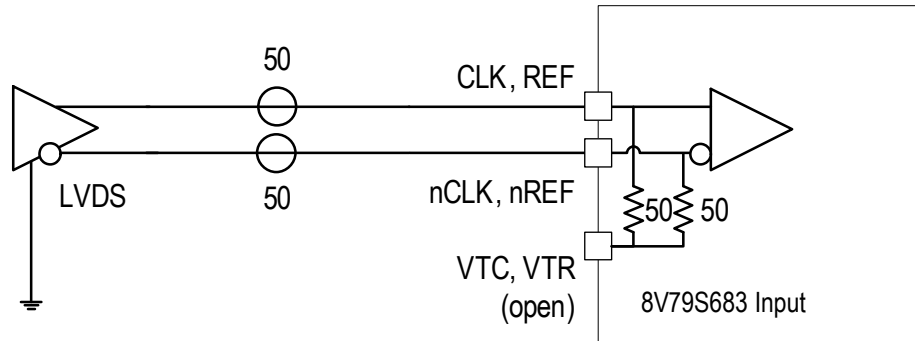 50
CLK, REF
LVDS
50
nCLK, nREF
50
50
VTC, VTR
(open)
8V79S683 Input